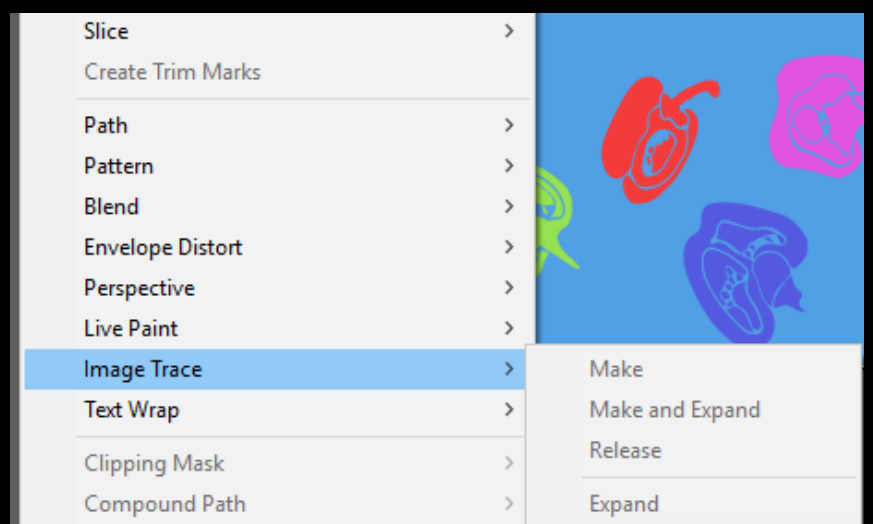 Slice
Create Trim Marks
Path
Pattern
Blend
Envelope Distort
Perspective
Live Paint
Image Trace
Text Wrap
Clipping Mask
Compound Path
Make
Make and Expand
Release
Expand